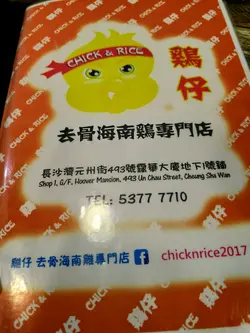 CHICK & RICE
鷄仔
去骨海南鷄專門店
長沙灣元州街493號豪華大廈地下1號舖
Shop 1, G/F, Hoover Mansion, 493 Un Chau Street, Cheung Sha Wan
TEL: 5377 7710
鷄仔 去骨海南鷄專門店 f chicknrice2017